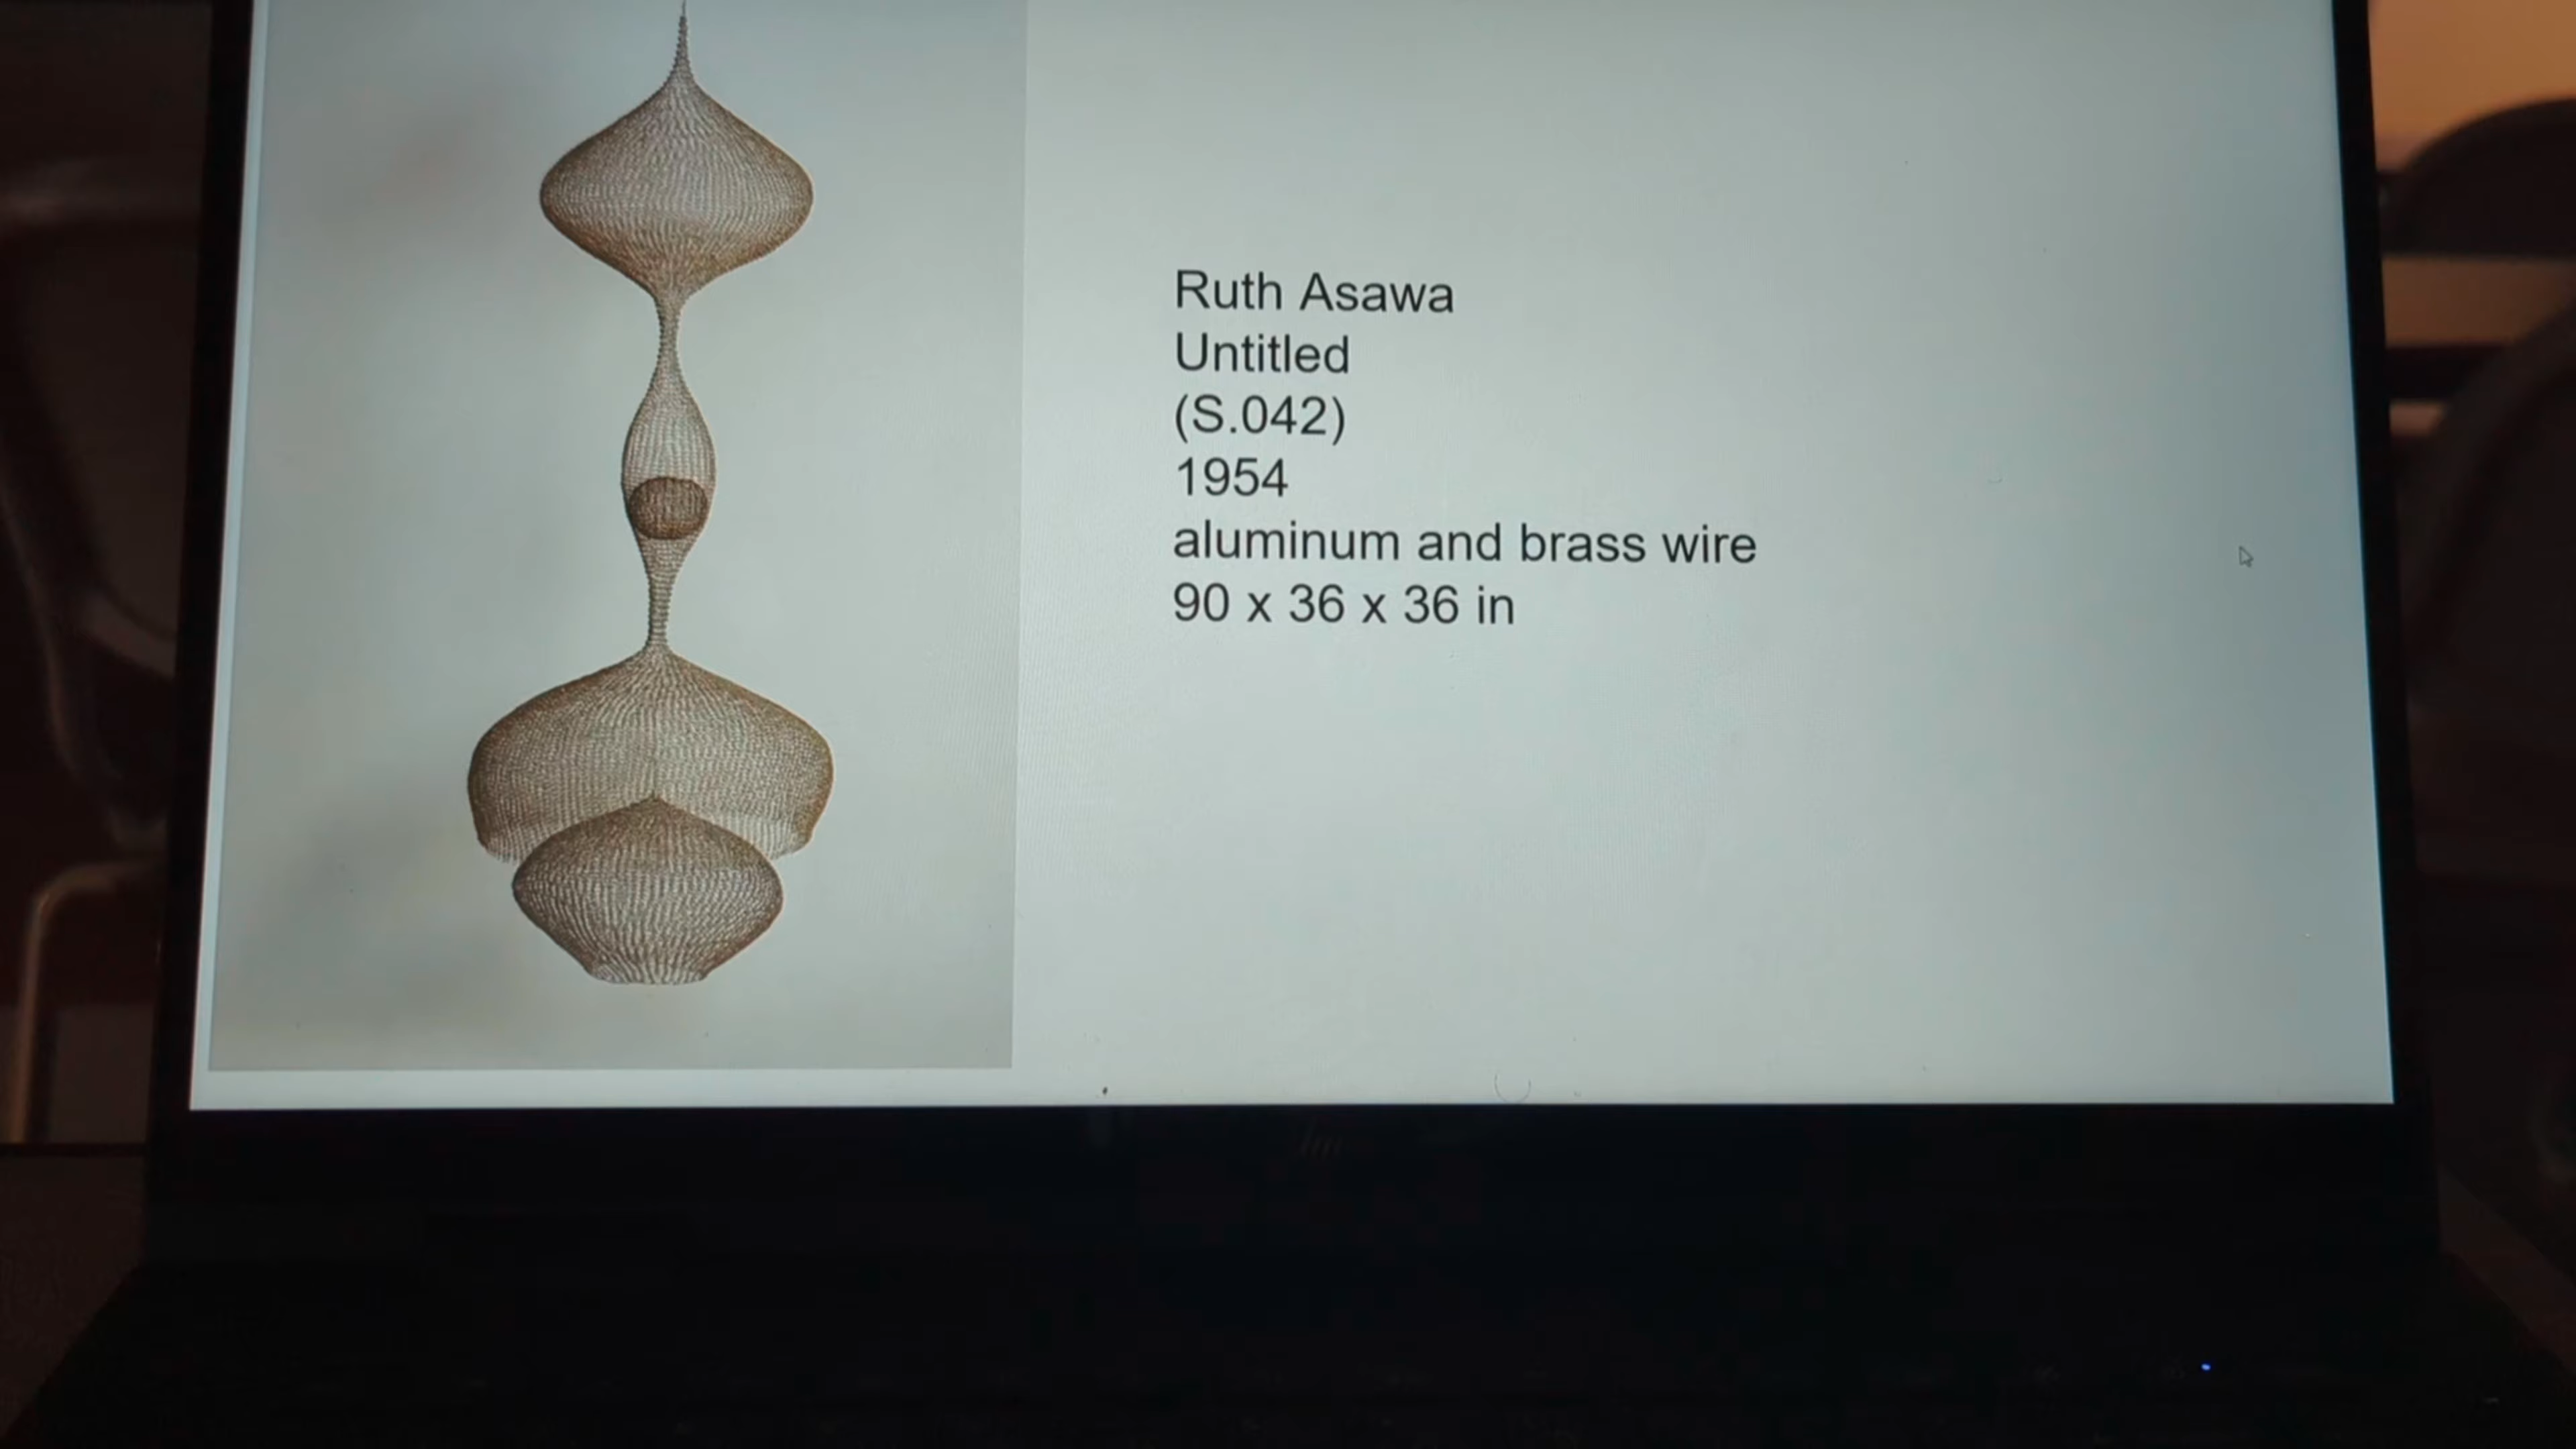 Ruth Asawa
Untitled
(S.042)
1954
aluminum and brass wire
90 x 36 x 36 in